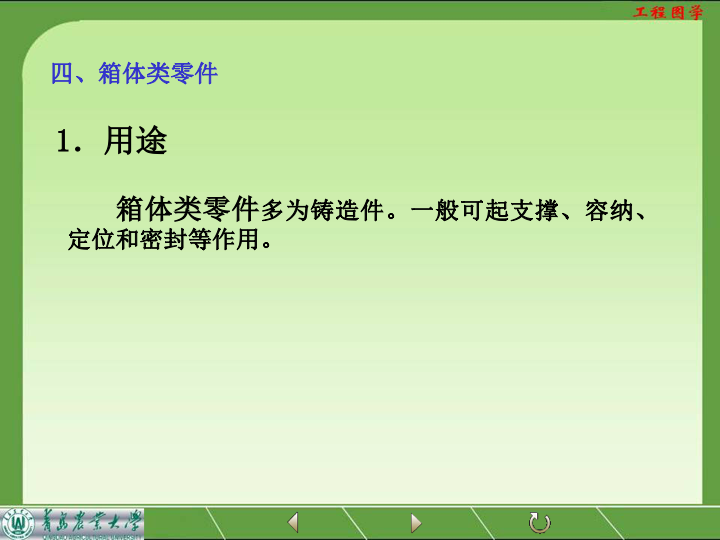 工程图学
四、箱体类零件
1．用途
箱体类零件多为铸造件。一般可起支撑、容纳、
定位和密封等作用。
青岛农业大学